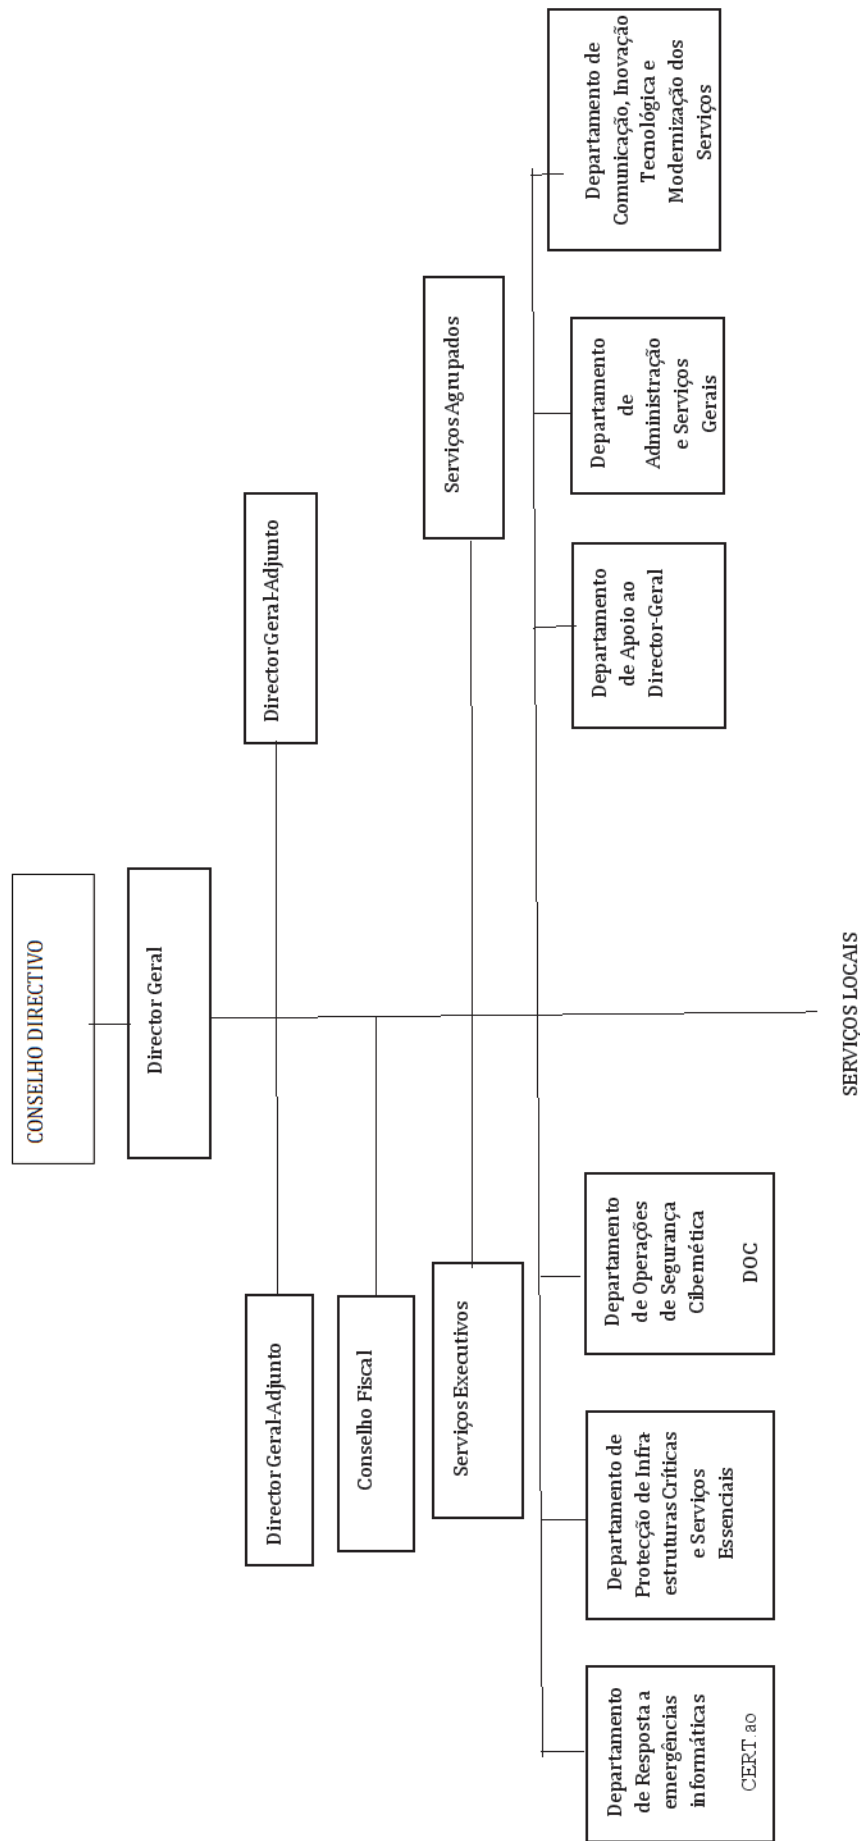 CONSELHO DIRECTIVO
Director Geral
Director Geral-Adjunto
Director Geral-Adjunto
Conselho Fiscal
Serviços Executivos
Serviços Agrupados
Departamento
de Resposta a
emergências
informáticas
CERT.ao
Departamento de
Protecção de Infra
estruturas Críticas
e Serviços
Essenciais
Departamento
de Operações
de Segurança
Cibernética
DOC
Departamento
de Apoio ao
Director-Geral
Departamento
de
Administração
e Serviços
Gerais
Departamento de
Comunicação, Inovação
Tecnológica e
Modernização dos
Serviços
SERVIÇOS LOCAIS